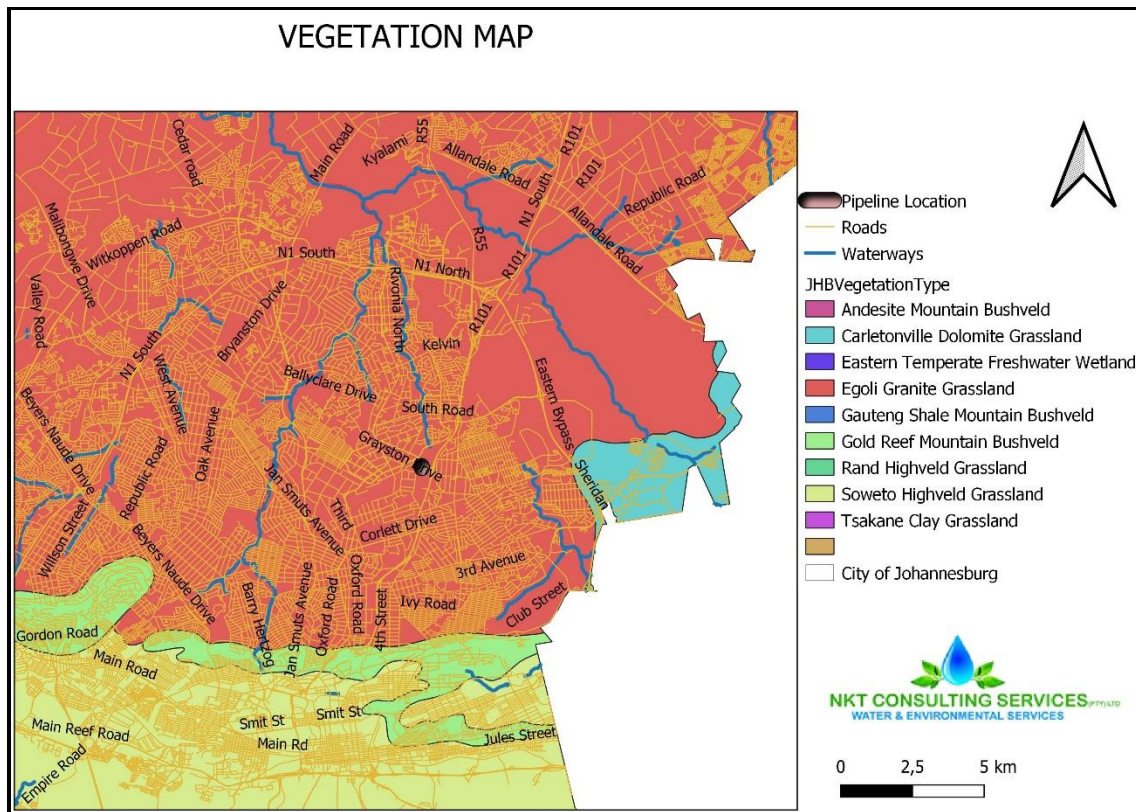 VEGETATION MAP
Cedar road
Main Road
Kyalami
R55
Allandale Road
R101
R101
N1 South
Republic Road
Malibongwe Drive
Witkoppen Road
R55
Allandale Road
N1 South
N1 North
R101
Valley Road
Rivonia North
Bryanston Drive
N1 South
Kelvin
R101
West Avenue
Ballyclare Drive
South Road
Eastern Bypass
Beyers Naude Drive
Oak Avenue
Republic Road
Grayston Drive
Sheridan
Jan Smuts Avenue
Third
Corlett Drive
Willson Street
Beyers Naude Drive
3rd Avenue
Barry Hertzog
Jan Smuts Avenue
Oxford Road
Oxford Road
4th Street
Ivy Road
Club Street
Gordon Road
Main Road
Smit St
Smit St
Main Reef Road
Main Rd
Jules Street
Empire Road
Pipeline Location
Roads
Waterways
JHBVegetationType
Andesite Mountain Bushveld
Carletonville Dolomite Grassland
Eastern Temperate Freshwater Wetland
Egoli Granite Grassland
Gauteng Shale Mountain Bushveld
Gold Reef Mountain Bushveld
Rand Highveld Grassland
Soweto Highveld Grassland
Tsakane Clay Grassland
City of Johannesburg
NKT CONSULTING SERVICES (PTY) LTD
WATER & ENVIRONMENTAL SERVICES
0 2,5 5 km